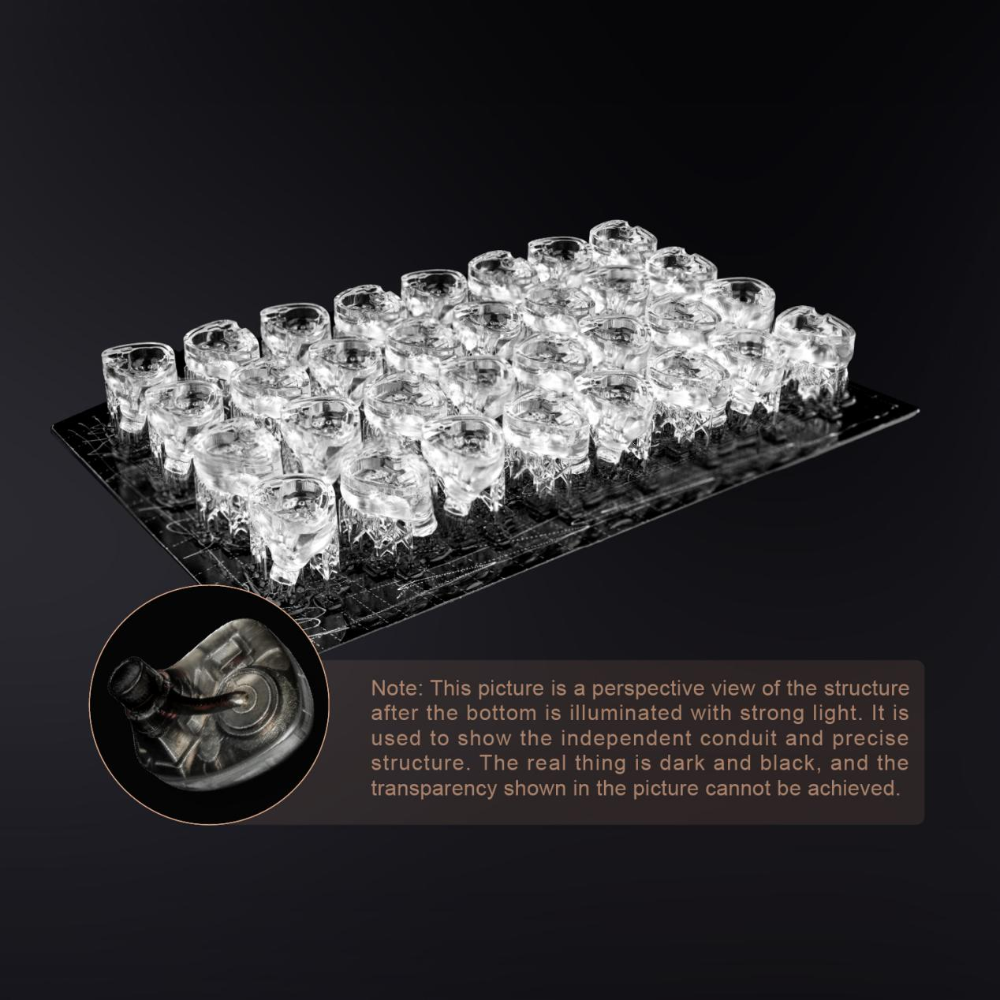 Note: This picture is a perspective view of the structure
after the bottom is illuminated with strong light. It is
used to show the independent conduit and precise
structure. The real thing is dark and black, and the
transparency shown in the picture cannot be achieved.